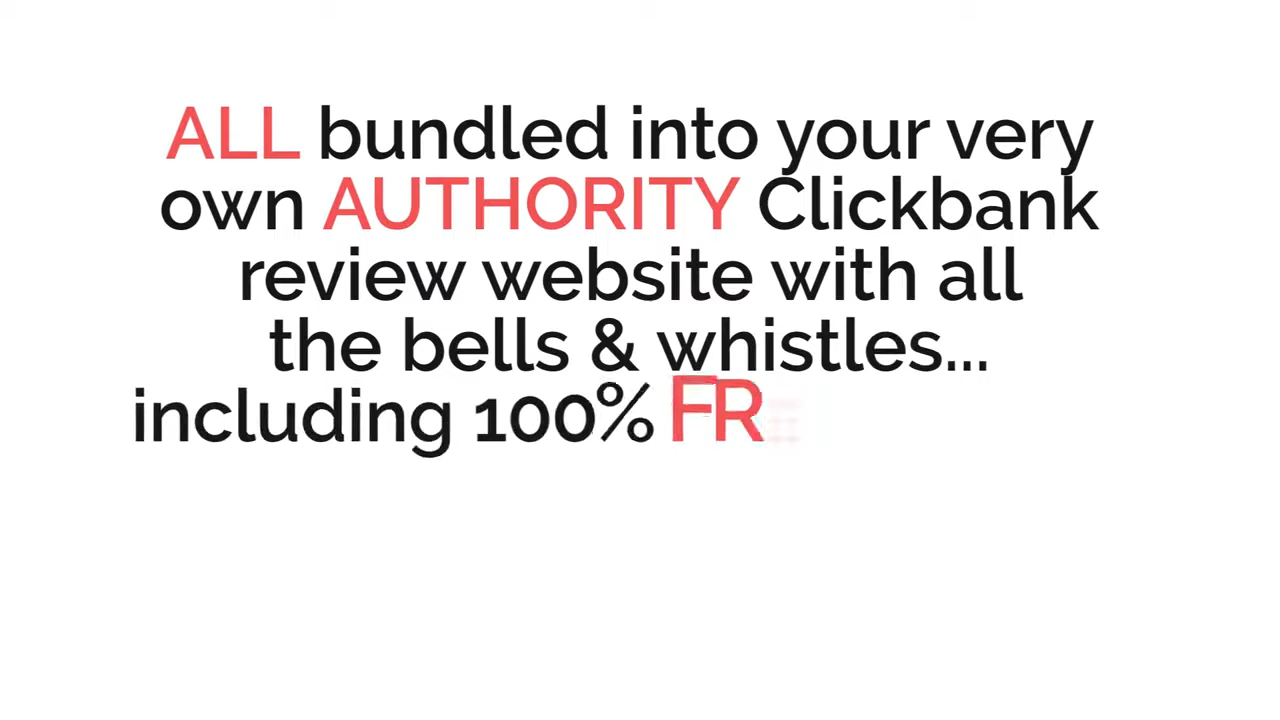 ALL bundled into your very
own AUTHORITY Clickbank
review website with all
the bells & whistles...
including 100% FR